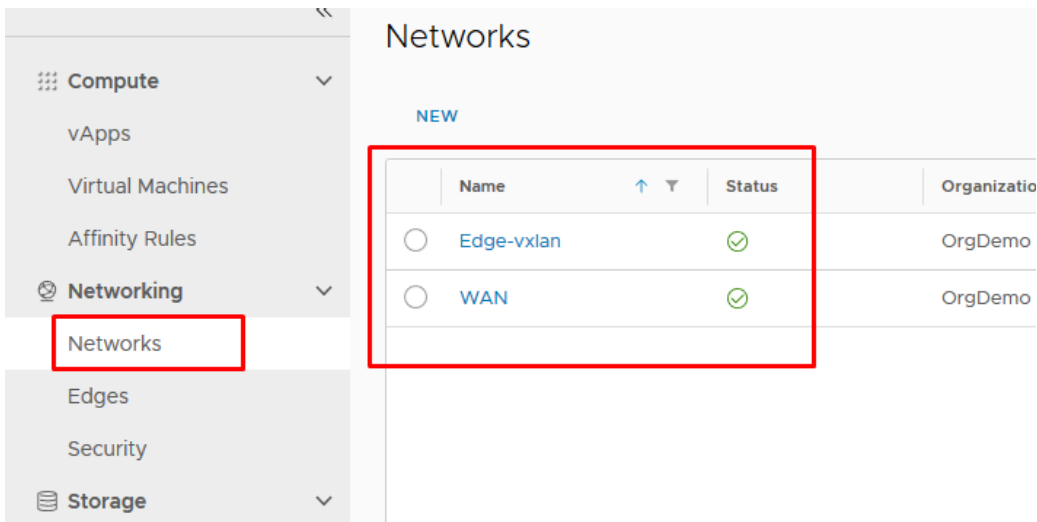 Networks
Compute
NEW
vApps
Virtual Machines
Name Status Organizatio
Affinity Rules
Edge-vxlan OrgDemo
Networking
WAN OrgDemo
Networks
Edges
Security
Storage